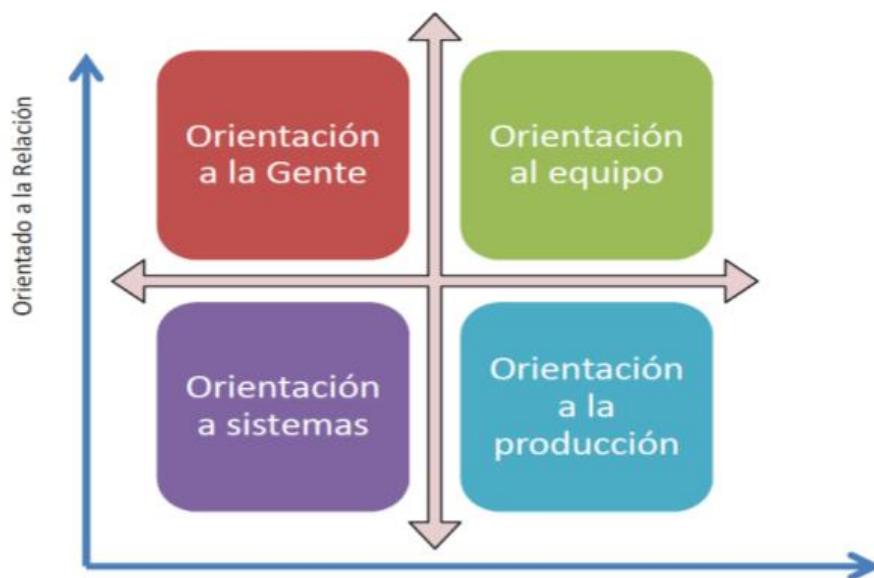 Orientado a la Relación
Orientación
a la Gente
Orientación
al equipo
Orientación
a sistemas
Orientación
a la
producción